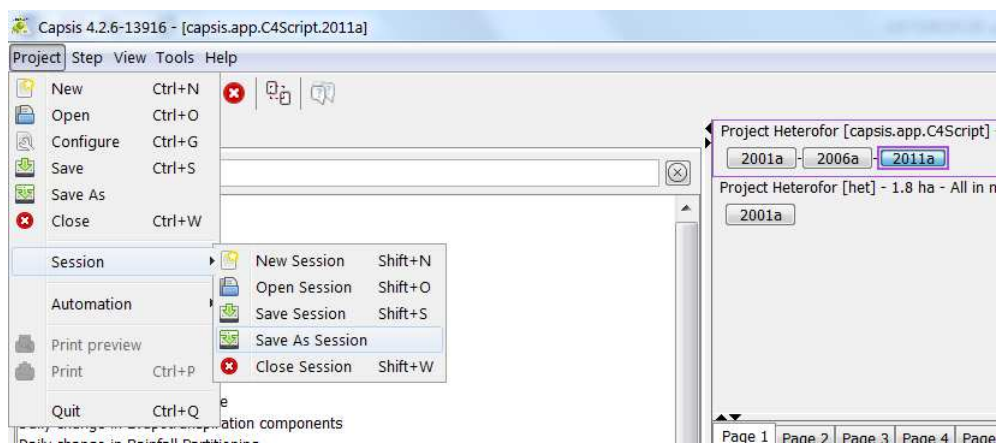 Capsis 4.2.6-13916 - [capsis.app.C4Script.2011a]
Project Step View Tools Help
New Ctrl+N
Open Ctrl+O
Configure Ctrl+G
Save Ctrl+S
Save As
Close Ctrl+W
Session
Automation
Print preview
Print Ctrl+P
Quit Ctrl+Q
New Session Shift+N
Open Session Shift+O
Save Session Shift+S
Save As Session
Close Session Shift+W
ation components
Project Heterofor [capsis.app.C4Script] -
2001a - 2006a - 2011a
Project Heterofor [het] - 1.8 ha - All in m
2001a
Page 1 Page 2 Page 3 Page 4 Page